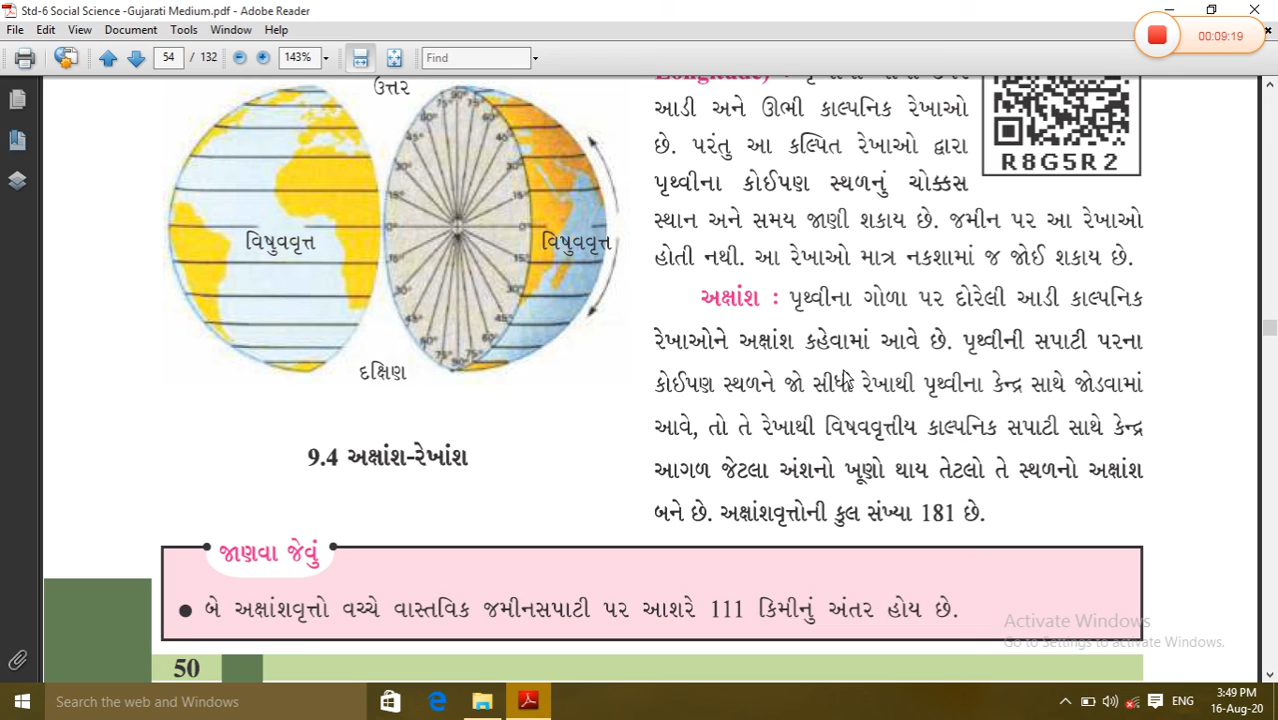 Std-6 Social Science -Gujarati Medium.pdf - Adobe Reader
File Edit View Document Tools Window Help
00:09:19
54 / 132 143% Find
ઉત્તર
વિષુવવૃત્ત
વિષુવવૃત્ત
દક્ષિણ
9.4 અક્ષાંશ-રેખાંશ
Longitude) :
R8G5R2
આડી અને ઊભી કાલ્પનિક રેખાઓ
છે. પરંતુ આ કલ્પિત રેખાઓ દ્વારા
પૃથ્વીના કોઈપણ સ્થળનું ચોક્કસ
સ્થાન અને સમય જાણી શકાય છે. જમીન પર આ રેખાઓ
હોતી નથી. આ રેખાઓ માત્ર નકશામાં જ જોઈ શકાય છે.
અક્ષાંશ : પૃથ્વીના ગોળા પર દોરેલી આડી કાલ્પનિક
રેખાઓને અક્ષાંશ કહેવામાં આવે છે. પૃથ્વીની સપાટી પરના
કોઈપણ સ્થળને જો સીધી રેખાથી પૃથ્વીના કેન્દ્ર સાથે જોડવામાં
આવે, તો તે રેખાથી વિષવવૃત્તીય કાલ્પનિક સપાટી સાથે કેન્દ્ર
આગળ જેટલા અંશનો ખૂણો થાય તેટલો તે સ્થળનો અક્ષાંશ
બને છે. અક્ષાંશવૃત્તોની કુલ સંખ્યા 181 છે.
જાણવા જેવું
● બે અક્ષાંશવૃત્તો વચ્ચે વાસ્તવિક જમીનસપાટી પર આશરે 111 કિમીનું અંતર હોય છે.
Activate Windows
Go to Settings to activate Windows.
50
Search the web and Windows
ENG
3:49 PM
16-Aug-20